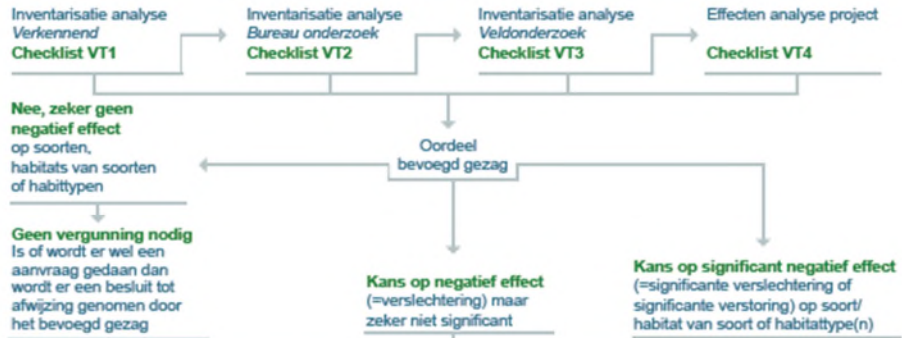 Inventarisatie analyse
Verkennend
Checklist VT1
Inventarisatie analyse
Bureau onderzoek
Checklist VT2
Inventarisatie analyse
Veldonderzoek
Checklist VT3
Effecten analyse project
Checklist VT4
Nee, zeker geen
negatief effect
op soorten,
habitats van soorten
of habittypen
Oordeel
bevoegd gezag
Geen vergunning nodig
Is of wordt er wel een
aanvraag gedaan dan
wordt er een besluit tot
afwizing genomen door
het bevoegd gezag
Kans op negatief effect
(=verslechtering) maar
zeker niet significant
Kans op significant negatief effect
(=significante verslechtering of
significante verstoring) op soort/
habitat van soort of habitattype(n)